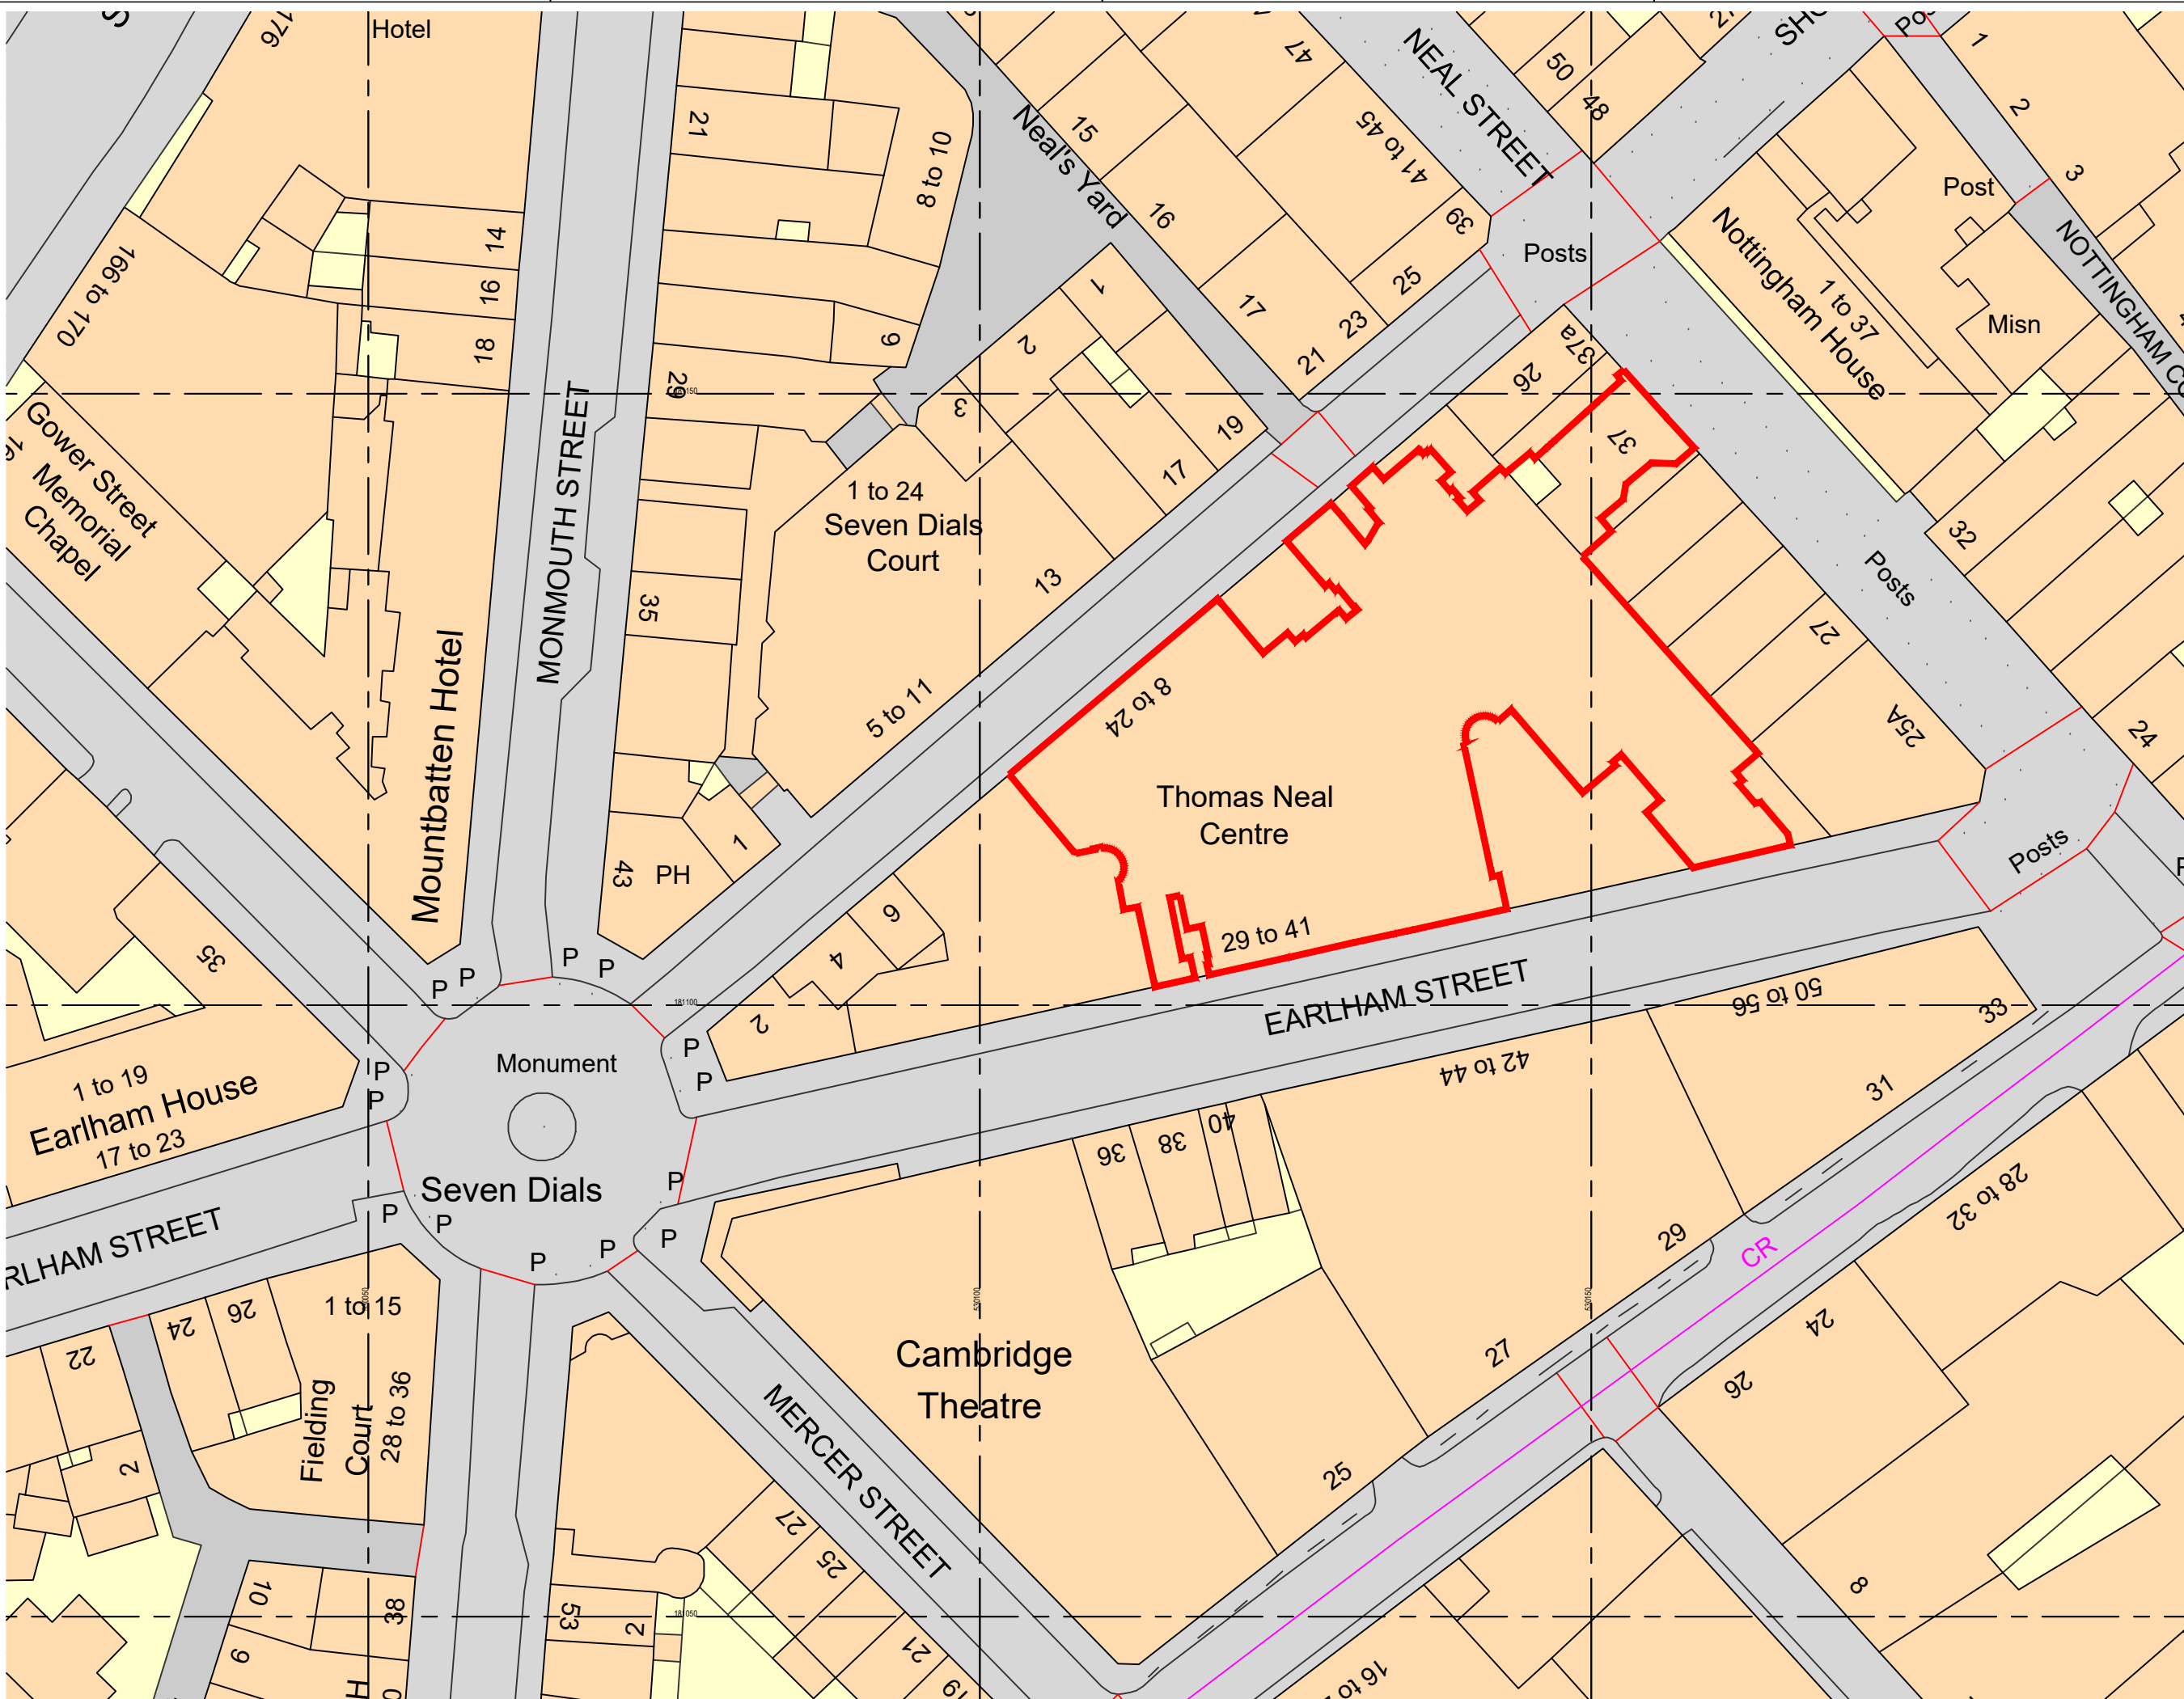 176
Hotel
21
8 to 10
Neal's Yard
15
16
17
47
41 to 45
39
NEAL STREET
50
48
1
2
3
Post
Posts
Nottingham House
1 to 37
Misn
14
16
18
166 to 170
29
9
1
2
3
25
23
21
37a
26
37
19
17
13
1 to 24
Seven Dials
Court
Gower Street
Memorial
Chapel
MONMOUTH STREET
35
Mountbatten Hotel
5 to 11
8 to 24
Thomas Neal
Centre
29 to 41
32
Posts
27
25A
24
Posts
43
PH
1
6
4
2
35
P
P
P
P
P
P
P
P
Monument
Seven Dials
1 to 19
Earlham House
17 to 23
EARLHAM STREET
181100
50 to 56
42 to 44
33
31
36
38
40
P
P
P
P
P
P
RLHAM STREET
22
24
26
1 to 15
Fielding
Court
28 to 36
530100
530150
29
CR
28 to 32
27
24
26
25
Cambridge
Theatre
MERCER STREET
2
27
25
21
19
10
9
38
53
2
181050
8